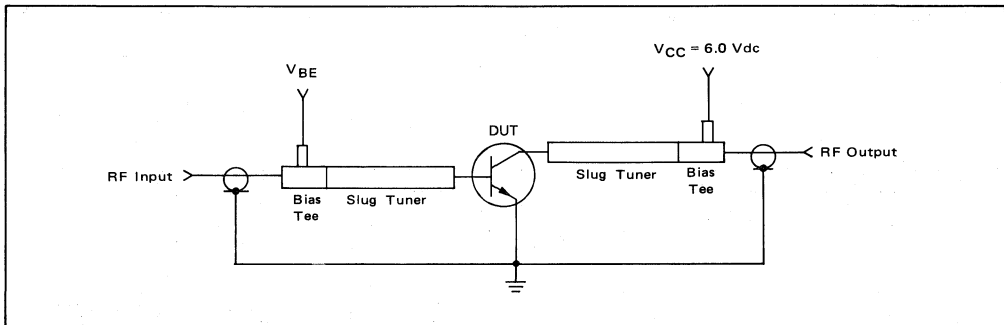 V_CC = 6.0 Vdc
V_BE
DUT
RF Input
Bias
Tee
Slug Tuner
Slug Tuner
Bias
Tee
RF Output